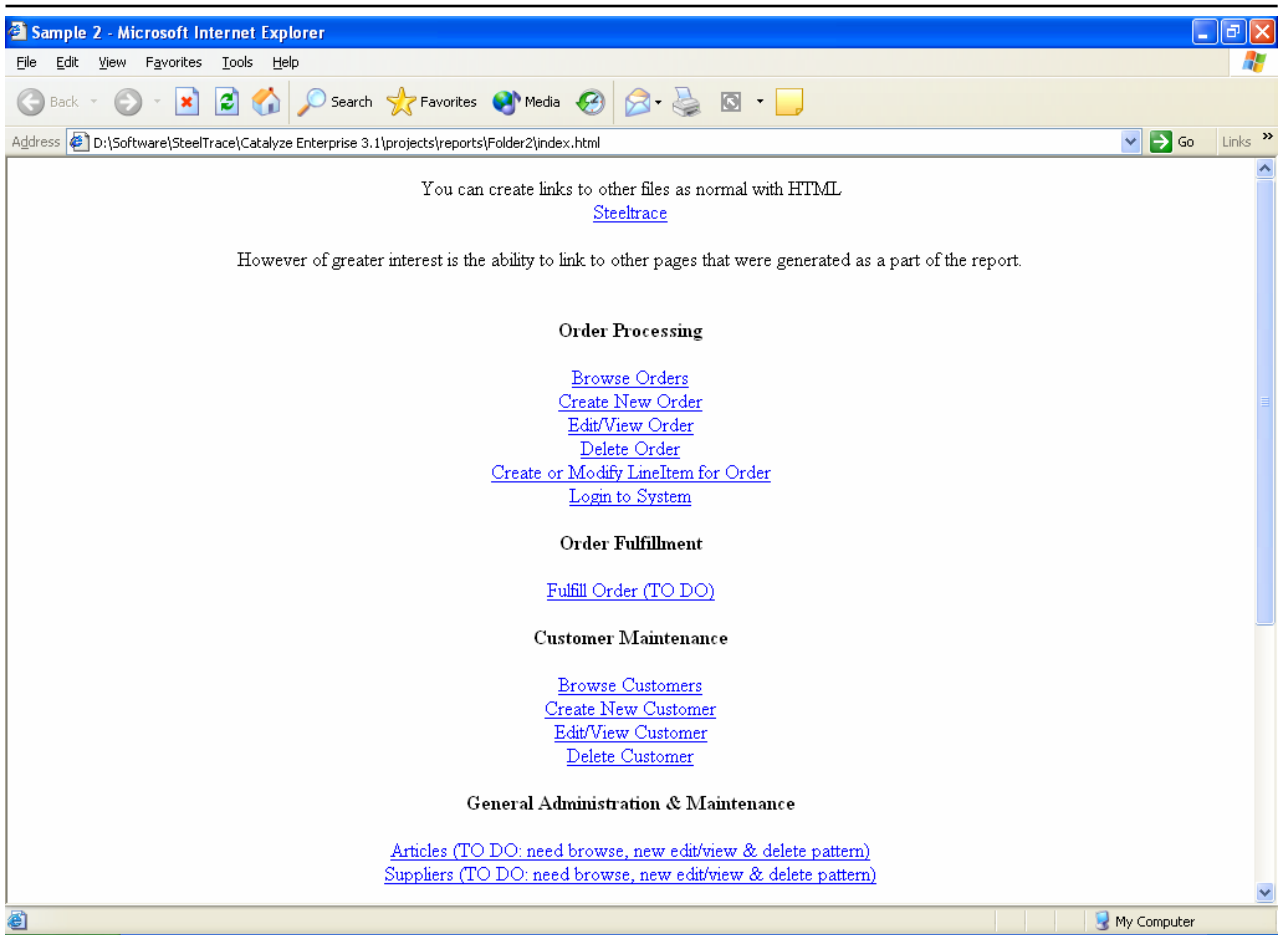 Sample 2 - Microsoft Internet Explorer
File Edit View Favorites Tools Help
Back Search Favorites Media
Address D:\Software\SteelTrace\Catalyze Enterprise 3.1\projects\reports\Folder2\index.html Go Links »
You can create links to other files as normal with HTML
Steeltrace
However of greater interest is the ability to link to other pages that were generated as a part of the report.
Order Processing
Browse Orders
Create New Order
Edit/View Order
Delete Order
Create or Modify LineItem for Order
Login to System
Order Fulfillment
Fulfill Order (TO DO)
Customer Maintenance
Browse Customers
Create New Customer
Edit/View Customer
Delete Customer
General Administration & Maintenance
Articles (TO DO: need browse, new edit/view & delete pattern)
Suppliers (TO DO: need browse, new edit/view & delete pattern)
My Computer